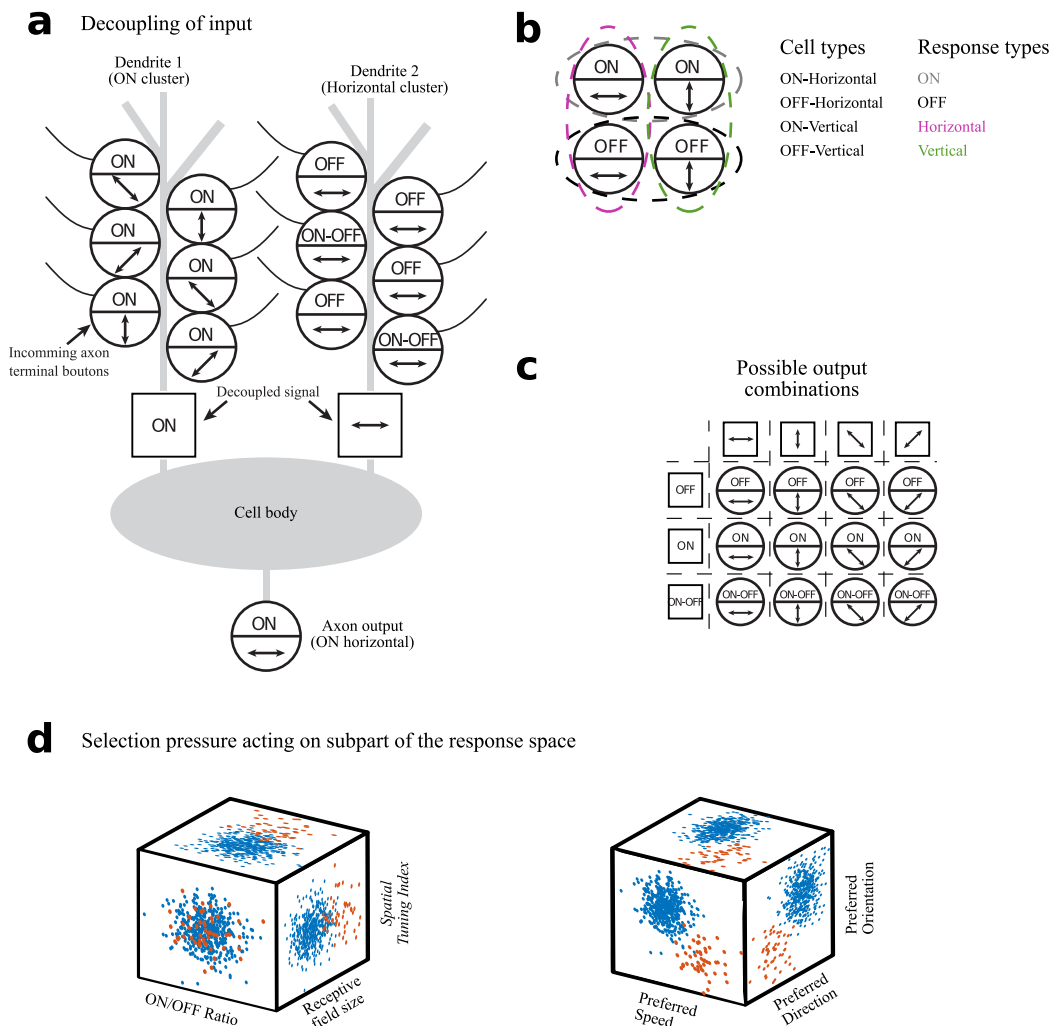 a Decoupling of input
Dendrite 1
(ON cluster)
Dendrite 2
(Horizontal cluster)
ON
ON
ON
ON
ON
ON
OFF
OFF
ON-OFF
OFF
OFF
ON-OFF
Incomming axon
terminal boutons
Decoupled signal
ON
Cell body
ON
Axon output
(ON horizontal)
b
ON
ON
OFF
OFF
Cell types
ON-Horizontal
OFF-Horizontal
ON-Vertical
OFF-Vertical
Response types
ON
OFF
Horizontal
Vertical
c
Possible output
combinations
OFF
OFF
OFF
OFF
OFF
ON
ON
ON
ON
ON
ON-OFF
ON-OFF
ON-OFF
ON-OFF
ON-OFF
d Selection pressure acting on subpart of the response space
ON/OFF Ratio
Receptive
field size
Spatial
Tuning Index
Preferred
Speed
Preferred
Direction
Preferred
Orientation